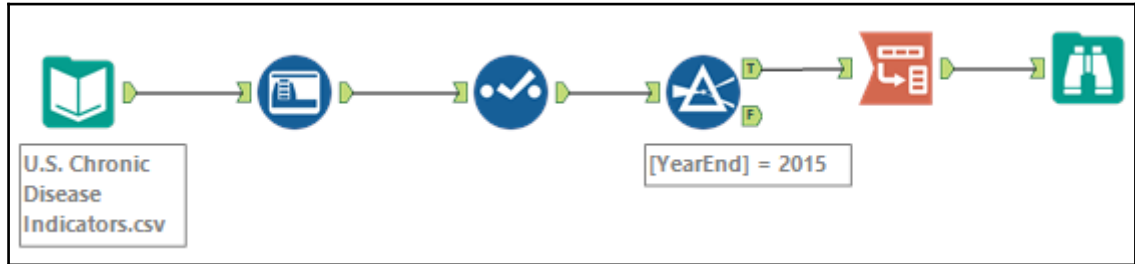 T
F
U.S. Chronic
Disease
Indicators.csv
[YearEnd] = 2015